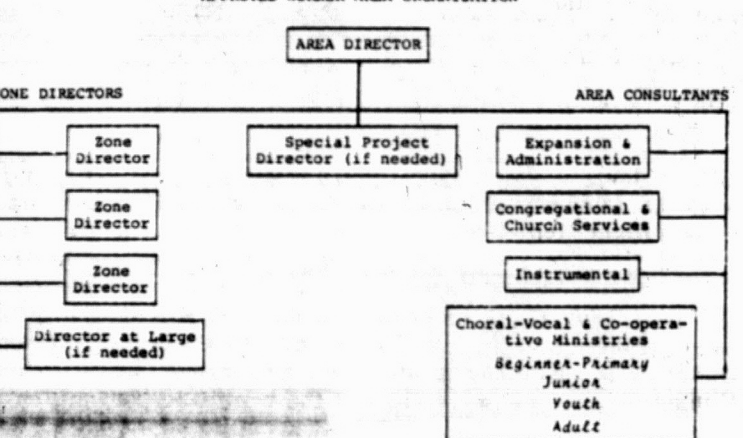 AREA DIRECTOR
ONE DIRECTORS
AREA CONSULTANTS
Zone
Director
Special Project
Director (if needed)
Expansion &
Administration
Zone
Director
Congregational &
Church Services
Zone
Director
Instrumental
Director at Large
(if needed)
Choral-Vocal & Co-opera-
tive Ministries
Beginner-Primary
Junior
Youth
Adult